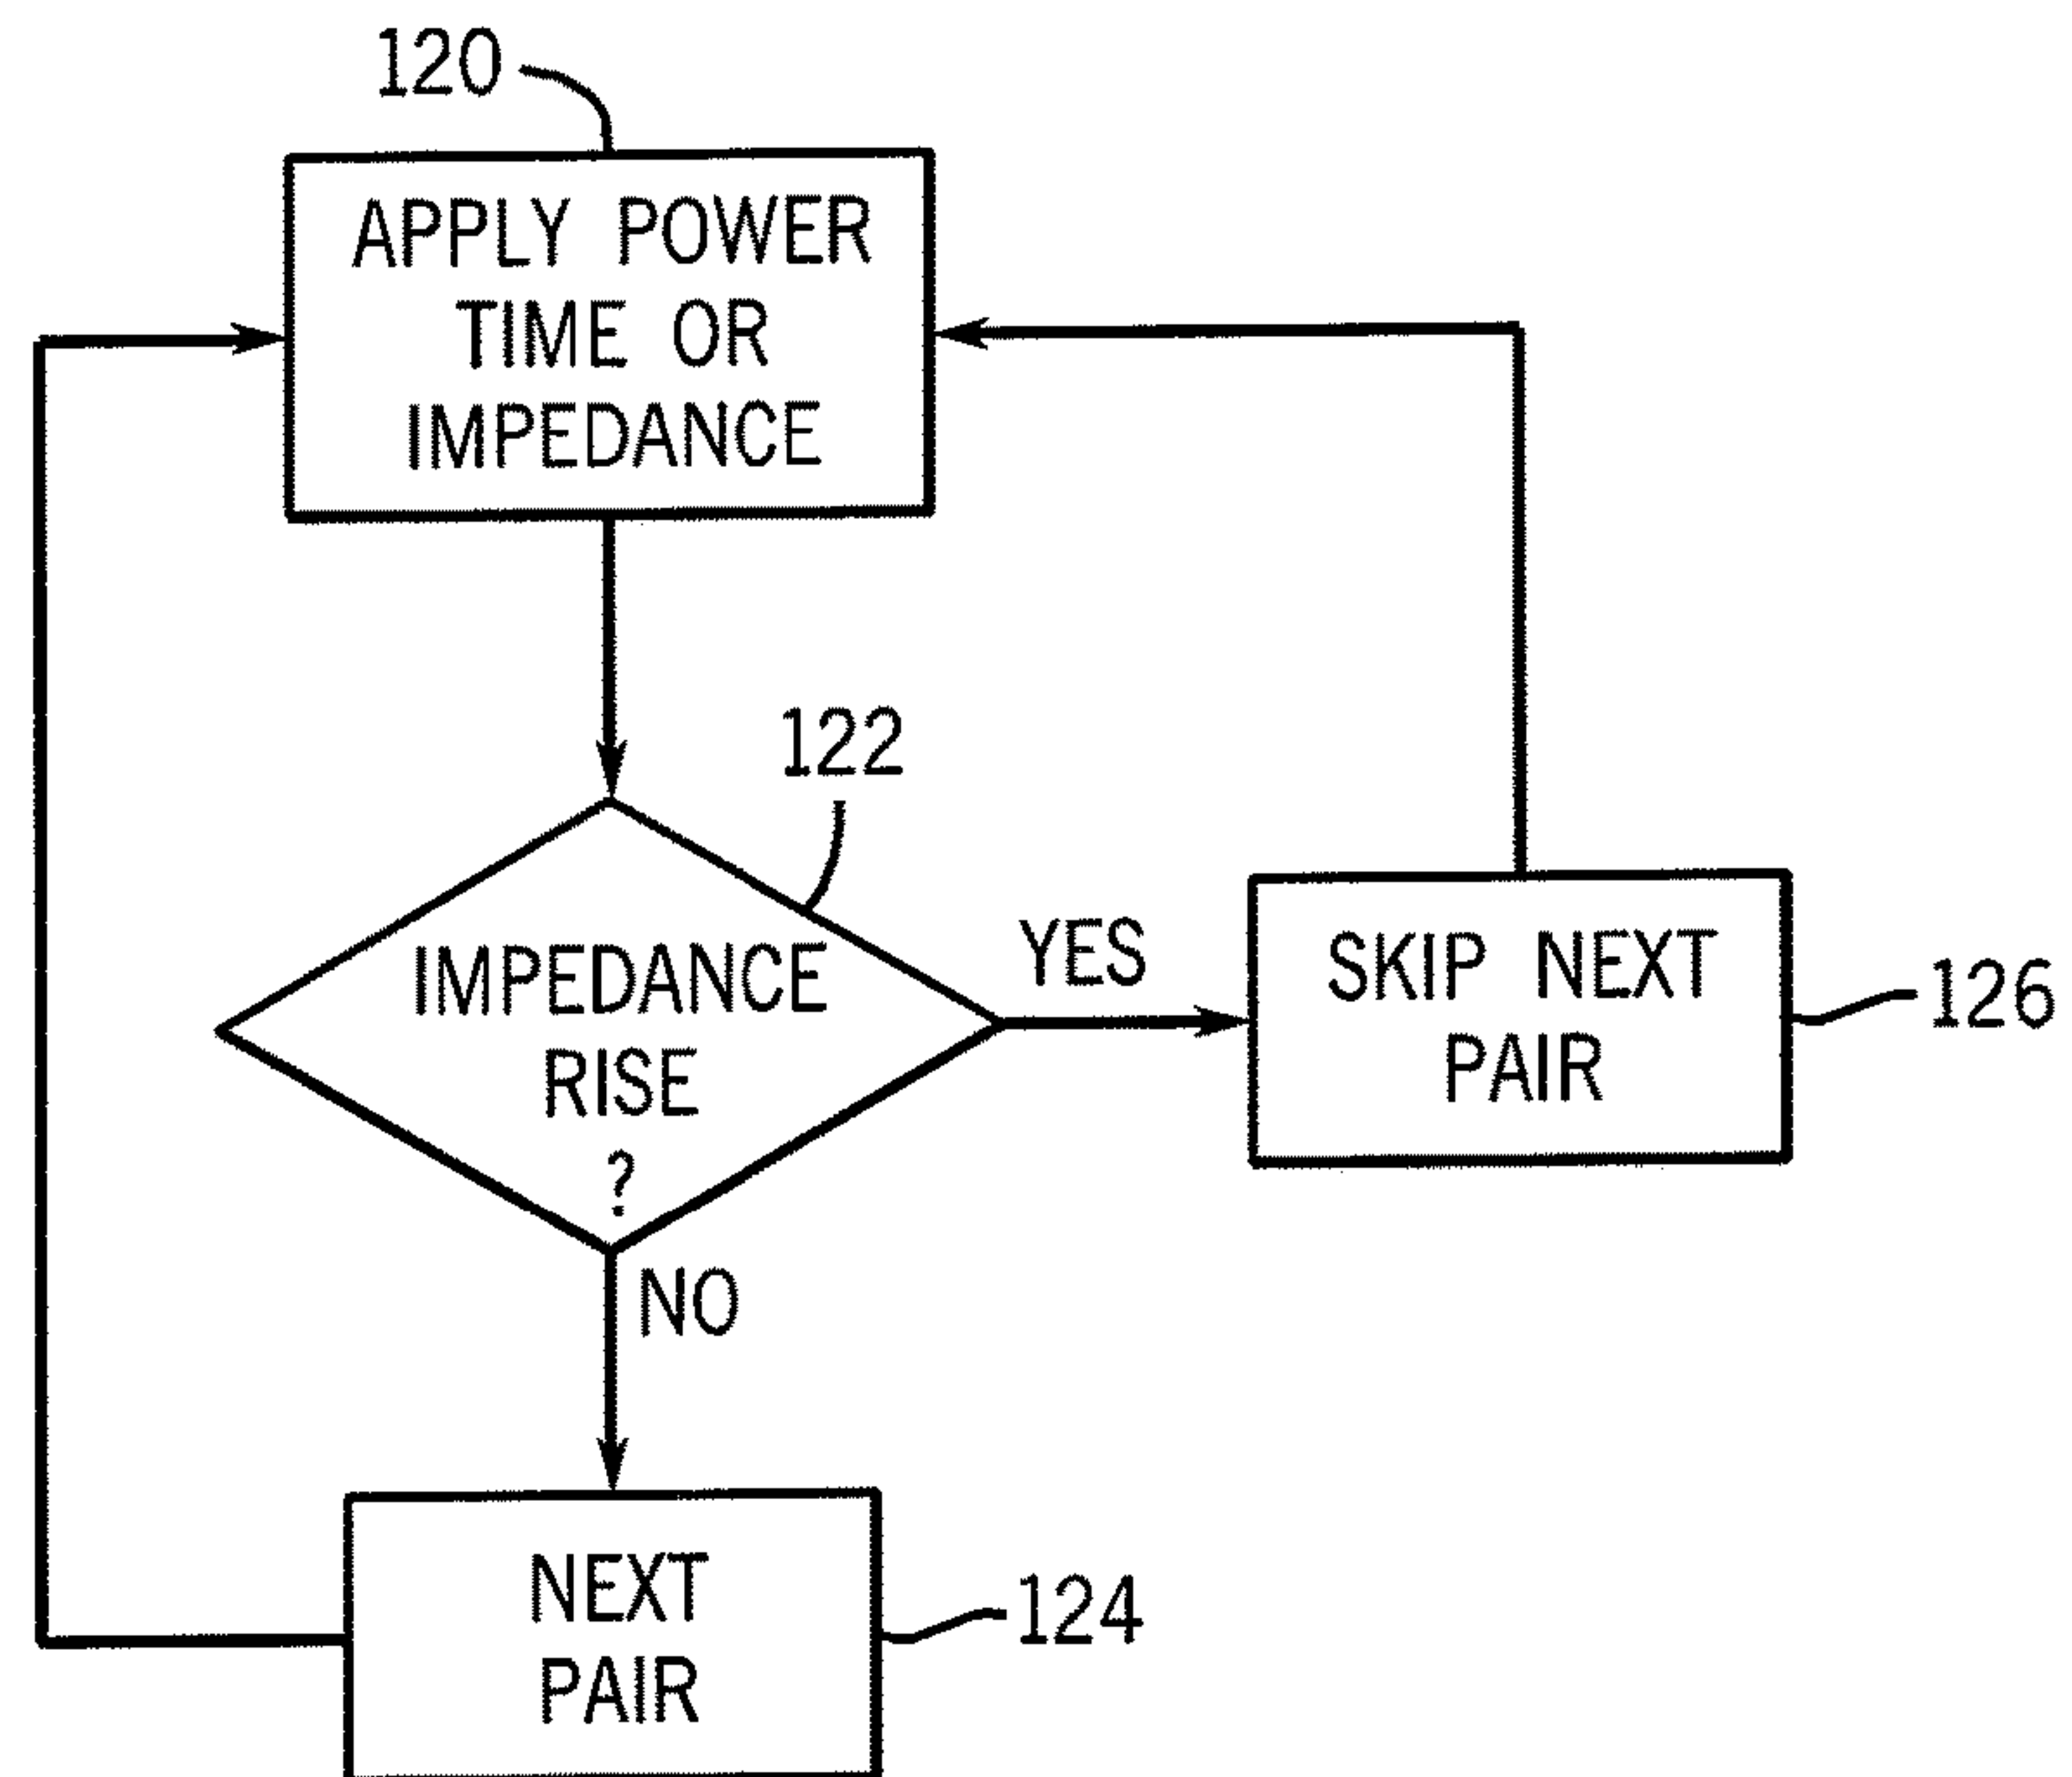 120
APPLY POWER
TIME OR
IMPEDANCE
122
IMPEDANCE
RISE
?
YES
SKIP NEXT
PAIR
126
NO
NEXT
PAIR
124